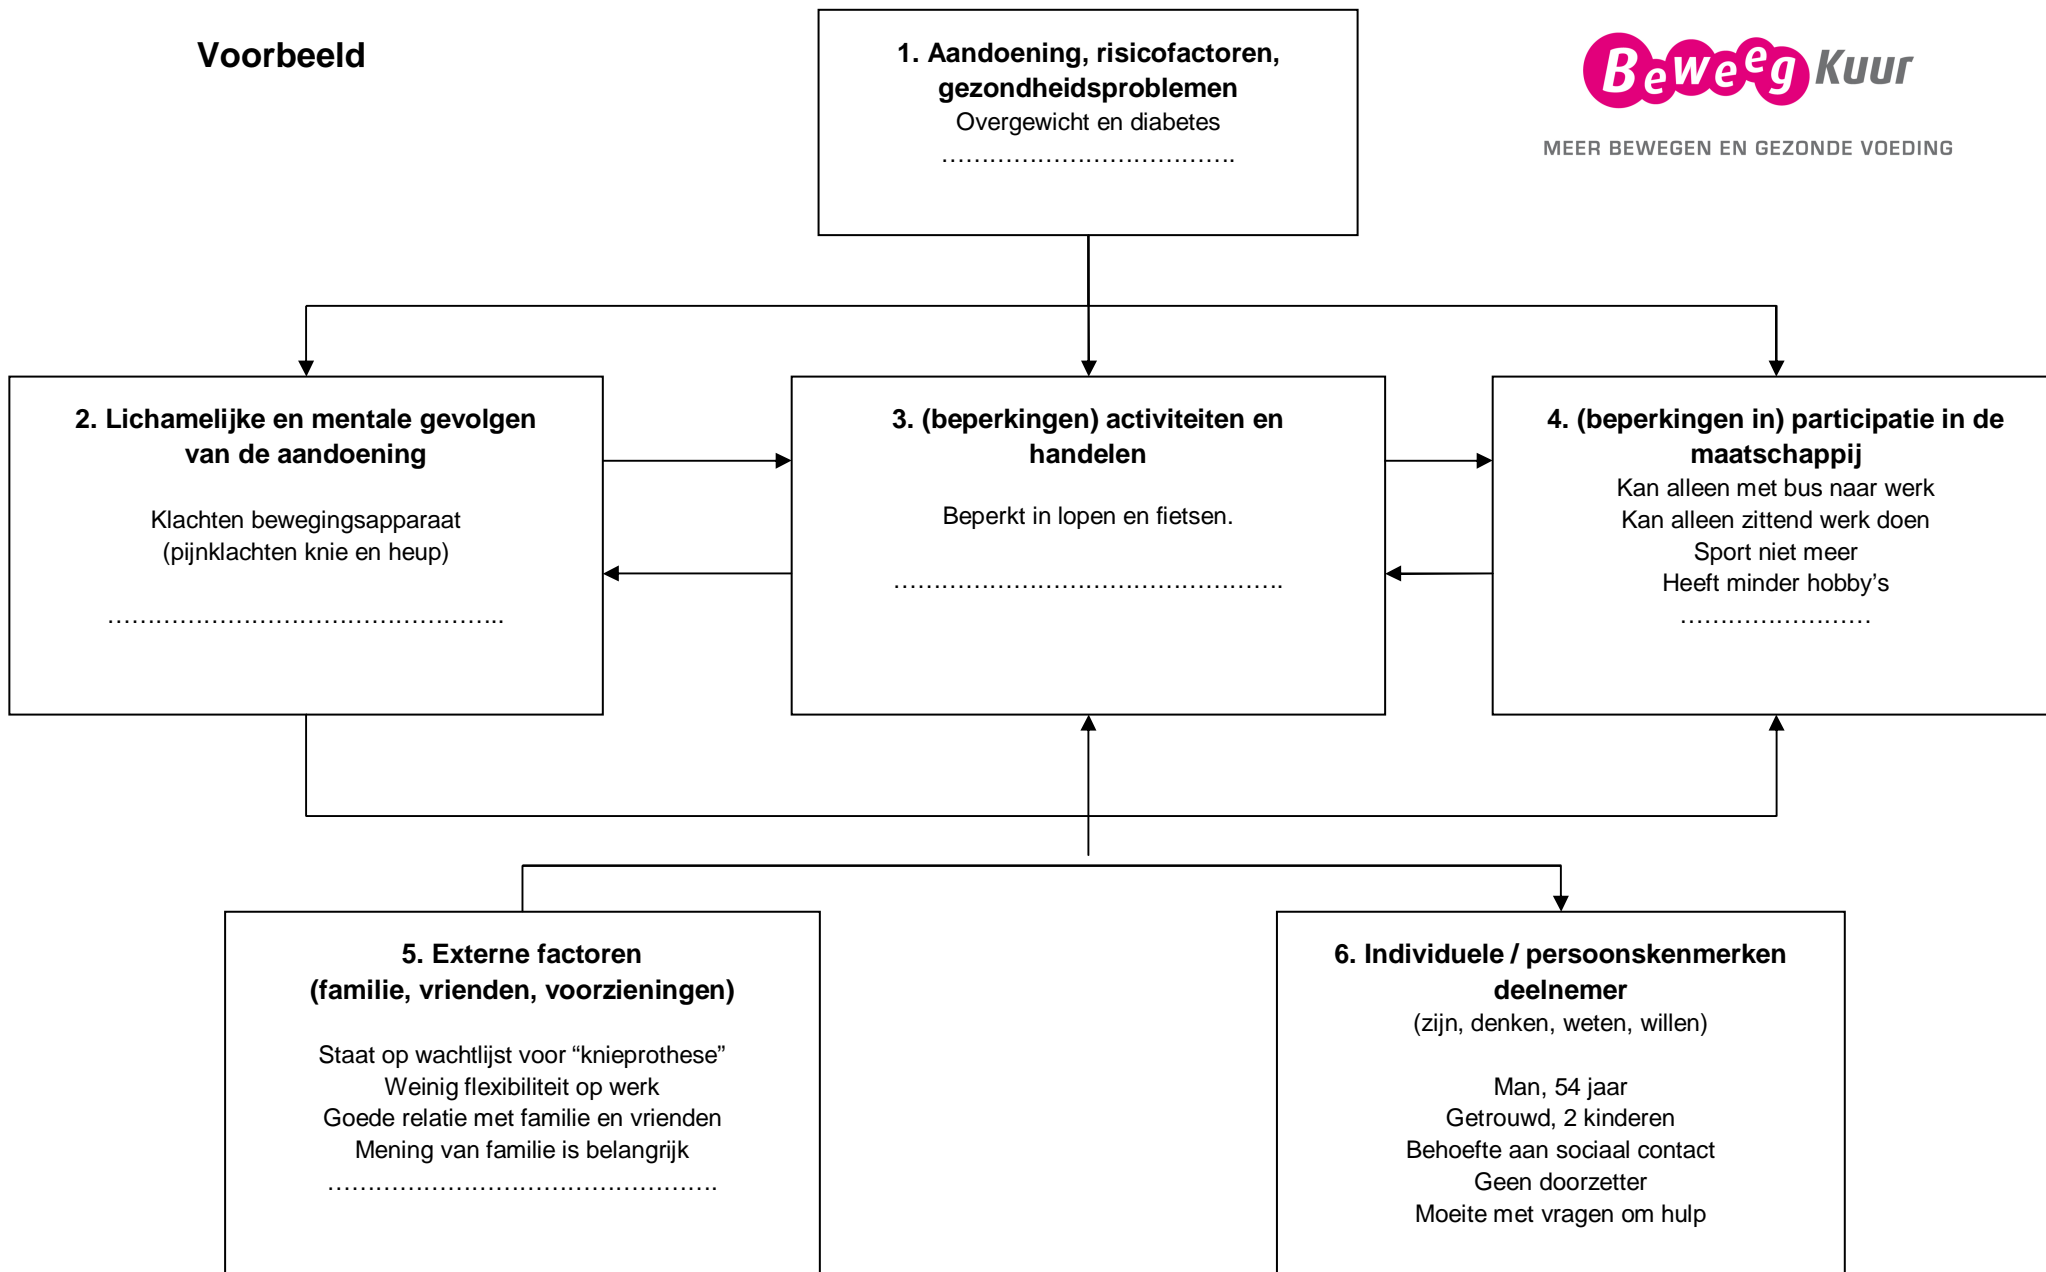 Voorbeeld
1. Aandoening, risicofactoren,
gezondheidsproblemen
Overgewicht en diabetes
……………………………….
Beweeg Kuur
MEER BEWEGEN EN GEZONDE VOEDING
2. Lichamelijke en mentale gevolgen
van de aandoening
Klachten bewegingsapparaat
(pijnklachten knie en heup)
…………………………………………...
3. (beperkingen) activiteiten en
handelen
Beperkt in lopen en fietsen.
………………………………………….
4. (beperkingen in) participatie in de
maatschappij
Kan alleen met bus naar werk
Kan alleen zittend werk doen
Sport niet meer
Heeft minder hobby’s
……………………
5. Externe factoren
(familie, vrienden, voorzieningen)
Staat op wachtlijst voor “knieprothese”
Weinig flexibiliteit op werk
Goede relatie met familie en vrienden
Mening van familie is belangrijk
………………………………………….
6. Individuele / persoonskenmerken
deelnemer
(zijn, denken, weten, willen)
Man, 54 jaar
Getrouwd, 2 kinderen
Behoefte aan sociaal contact
Geen doorzetter
Moeite met vragen om hulp